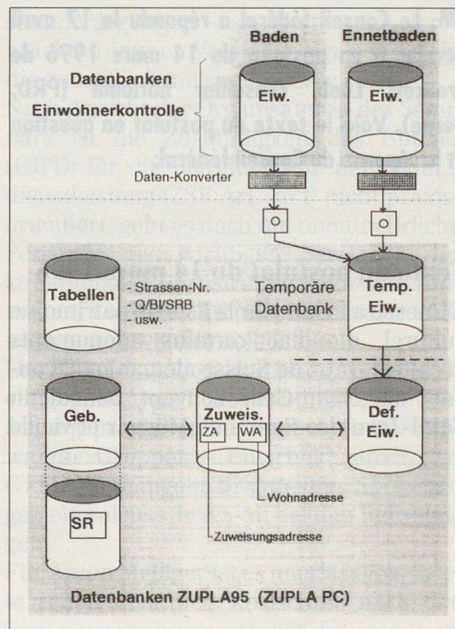 Baden Ennetbaden
Datenbanken
Einwohnerkontrolle
Eiw. Eiw.
Daten-Konverter
Tabellen
Strassen-Nr.
Q/BI/SRB
usw.
Temporäre
Datenbank
Temp.
Eiw.
Geb.
Zuweis.
ZA WA
Def.
Eiw.
SR
Wohnadresse
Zuweisungsadresse
Datenbanken ZUPLA95 (ZUPLA PC)